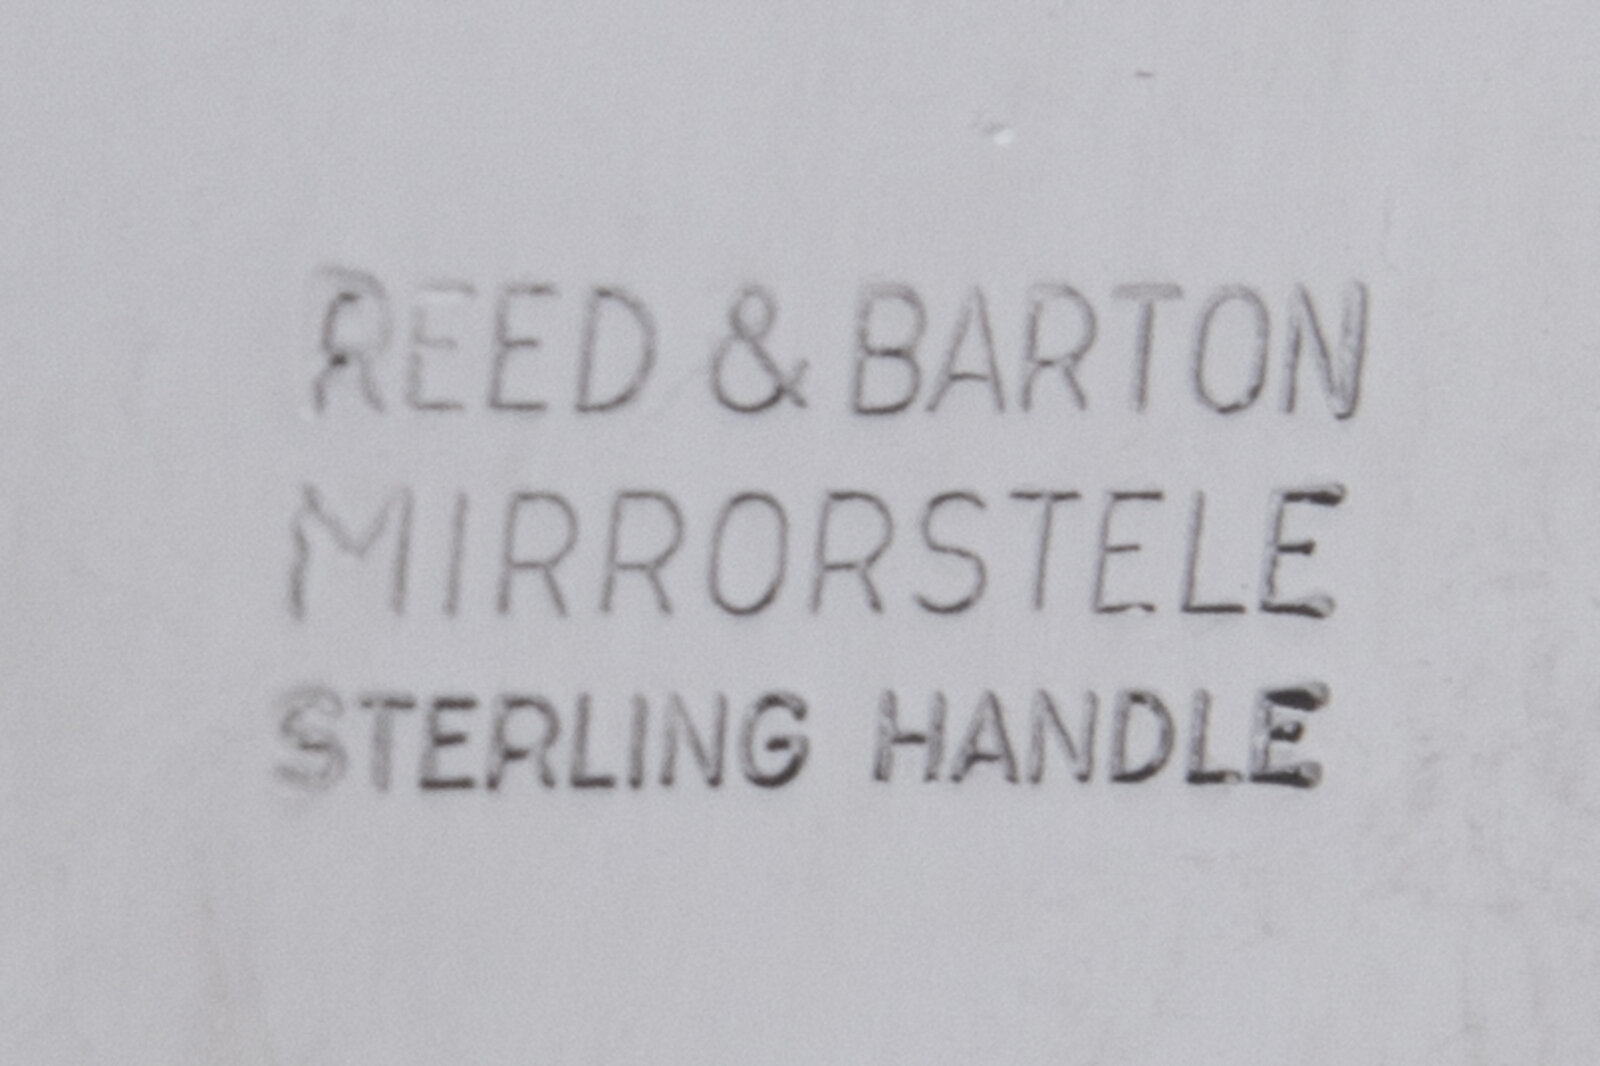 REED & BARTON
MIRRORSTELE
STERLING HANDLE